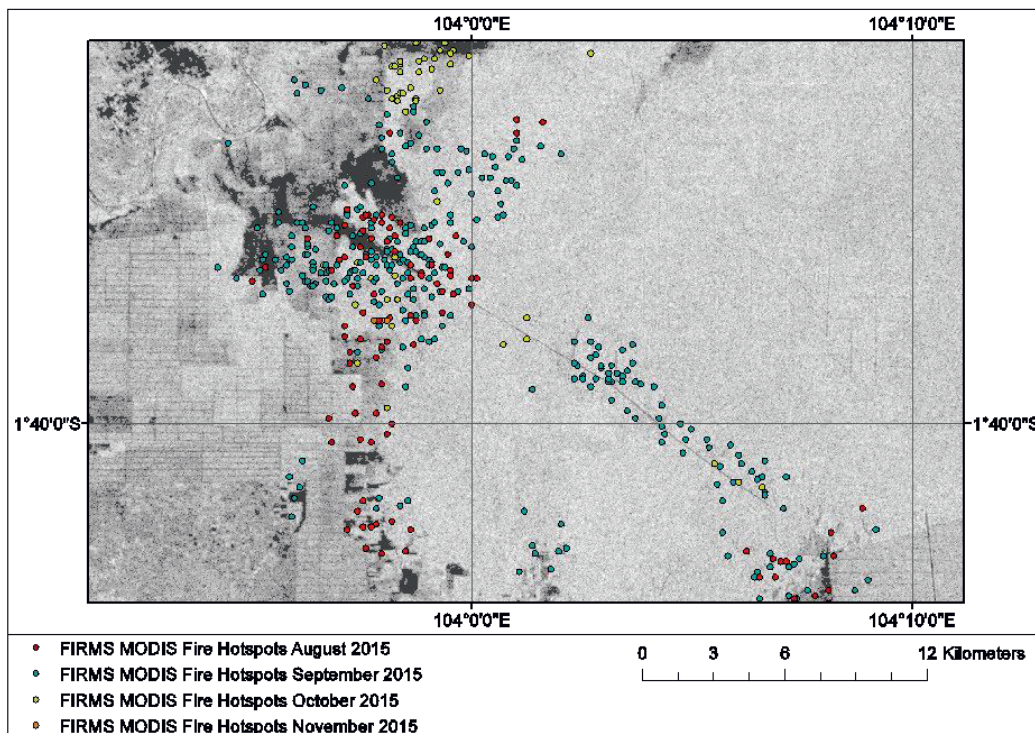 104°0'0"E 104°10'0"E
1°40'0"S 1°40'0"S
104°0'0"E 104°10'0"E
FIRMS MODIS Fire Hotspots August 2015
FIRMS MODIS Fire Hotspots September 2015
FIRMS MODIS Fire Hotspots October 2015
FIRMS MODIS Fire Hotspots November 2015
0 3 6 12 Kilometers